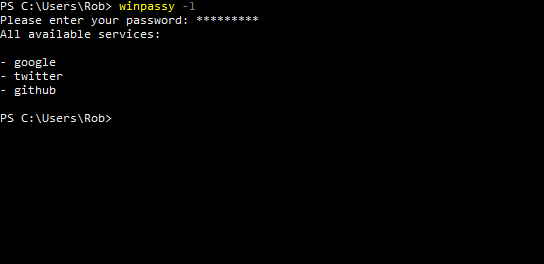 PS C:\Users\Rob> winpassy -l
Please enter your password: *********
All available services:
- google
- twitter
- github
PS C:\Users\Rob>